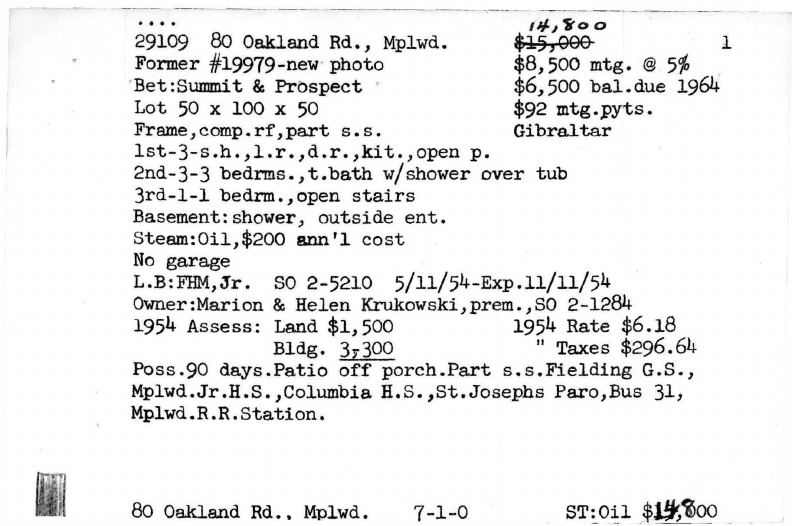 ....
14,800
29109 80 Oakland Rd., Mplwd. $15,000 1
Former #19979-new photo $8,500 mtg. @ 5%
Bet:Summit & Prospect $6,500 bal.due 1964
Lot 50 x 100 x 50 $92 mtg.pyts.
Frame,comp.rf,part s.s. Gibraltar
1st-3-s.h.,l.r.,d.r.,kit.,open p.
2nd-3-3 bedrms.,t.bath w/shower over tub
3rd-1-1 bedrm.,open stairs
Basement:shower, outside ent.
Steam:Oil,$200 ann'l cost
No garage
L.B:FHM,Jr. SO 2-5210 5/11/54-Exp.11/11/54
Owner:Marion & Helen Krukowski,prem.,SO 2-1284
1954 Assess: Land $1,500 1954 Rate $6.18
Bldg. 3,300 " Taxes $296.64
Poss.90 days.Patio off porch.Part s.s.Fielding G.S.,
Mplwd.Jr.H.S.,Columbia H.S.,St.Josephs Paro,Bus 31,
Mplwd.R.R.Station.
80 Oakland Rd., Mplwd. 7-1-0 ST:Oil $14,800